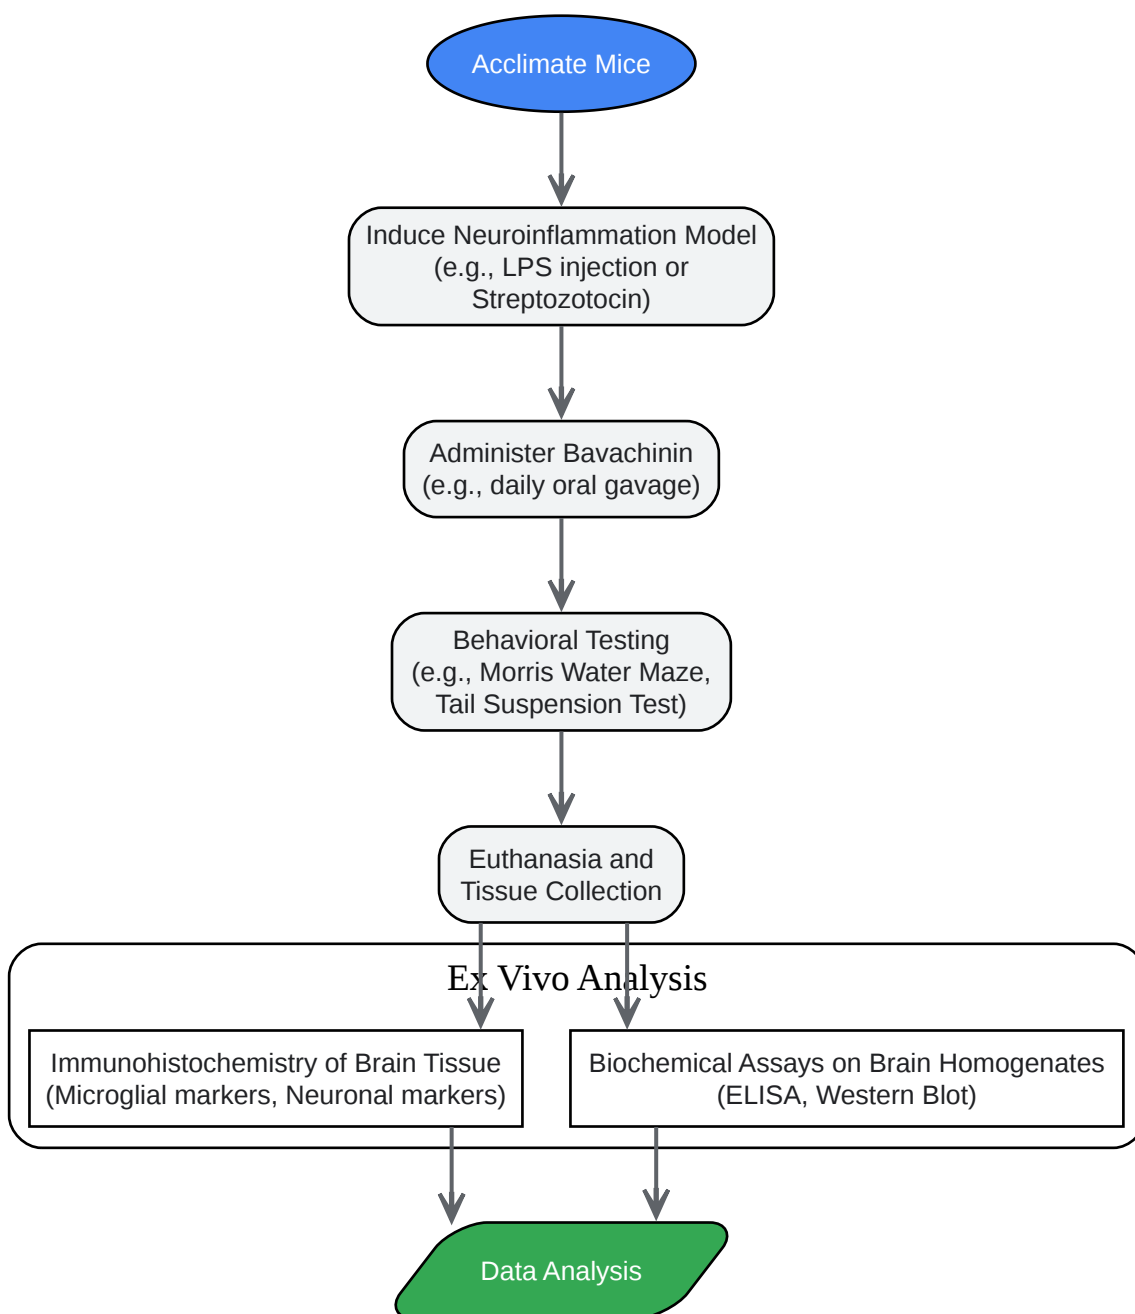 Acclimate Mice
Induce Neuroinflammation Model
(e.g., LPS injection or
Streptozotocin)
Administer Bavachinin
(e.g., daily oral gavage)
Behavioral Testing
(e.g., Morris Water Maze,
Tail Suspension Test)
Euthanasia and
Tissue Collection
Ex Vivo Analysis
Immunohistochemistry of Brain Tissue
(Microglial markers, Neuronal markers)
Biochemical Assays on Brain Homogenates
(ELISA, Western Blot)
Data Analysis